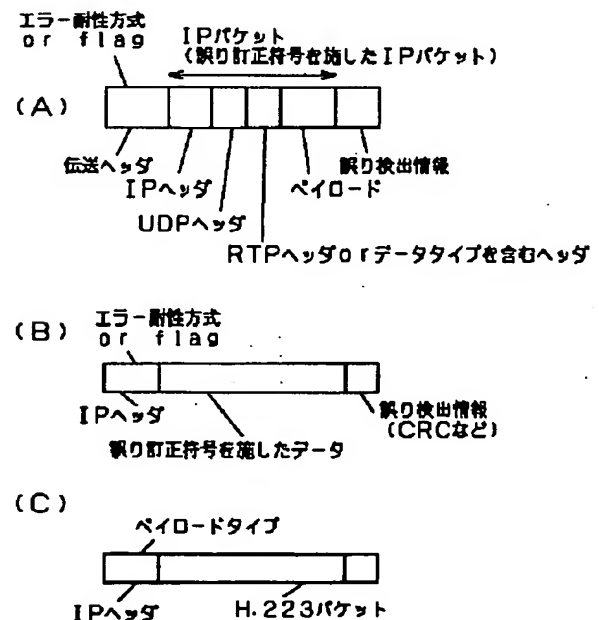 エラー耐性方式
or flag
IPパケット
(誤り訂正符号を施したIPパケット)
(A)
伝送ヘッダ
誤り検出情報
IPヘッダ
ペイロード
UDPヘッダ
RTPヘッダorデータタイプを含むヘッダ
(B)
エラー耐性方式
or flag
IPヘッダ
誤り検出情報
(CRCなど)
誤り訂正符号を施したデータ
(C)
ペイロードタイプ
IPヘッダ
H.223パケット